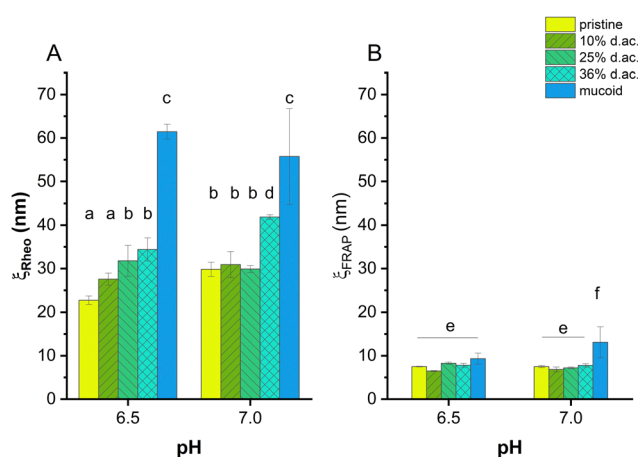 pristine
10% d.ac.
25% d.ac.
36% d.ac.
mucoid
A
B
ξRheo (nm)
70
60
50
40
30
20
10
0
a a b b c
b b b d c
6.5 7.0
pH
ξFRAP (nm)
70
60
50
40
30
20
10
0
e
e f
6.5 7.0
pH